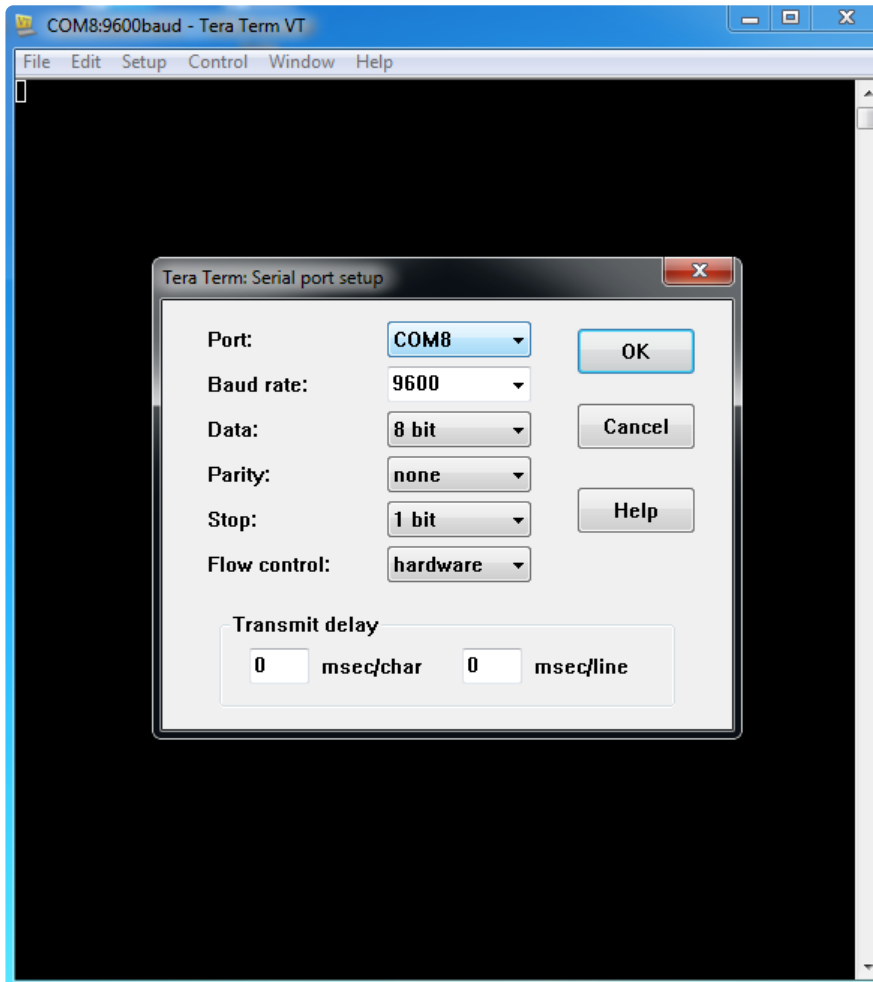 COM8:9600baud - Tera Term VT
File Edit Setup Control Window Help
Tera Term: Serial port setup
Port: COM8
OK
Baud rate: 9600
Data: 8 bit
Cancel
Parity: none
Stop: 1 bit
Help
Flow control: hardware
Transmit delay
0 msec/char 0 msec/line